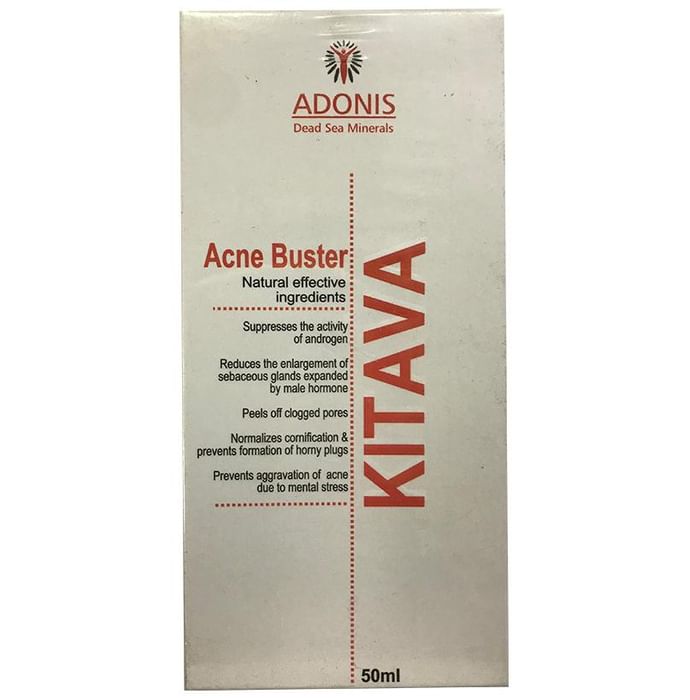 ADONIS
Dead Sea Minerals
Acne Buster
Natural effective
ingredients
Suppresses the activity
of androgen
Reduces the enlargement of
sebaceous glands expanded
by male hormone
Peels off clogged pores
Normalizes cornification &
prevents formation of horny plugs
Prevents aggravation of acne
due to mental stress
KITAVA
50ml